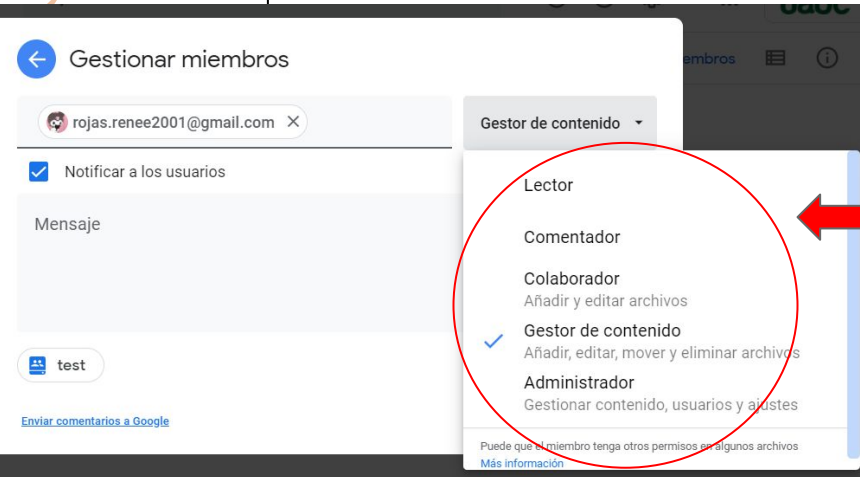 Gestionar miembros
embros
rojas.renee2001@gmail.com
Gestor de contenido
Notificar a los usuarios
Mensaje
Lector
Comentador
Colaborador
Añadir y editar archivos
Gestor de contenido
Añadir, editar, mover y eliminar archivos
Administrador
Gestionar contenido, usuarios y ajustes
test
Enviar comentarios a Google
Puede que el miembro tenga otros permisos en algunos archivos
Más información